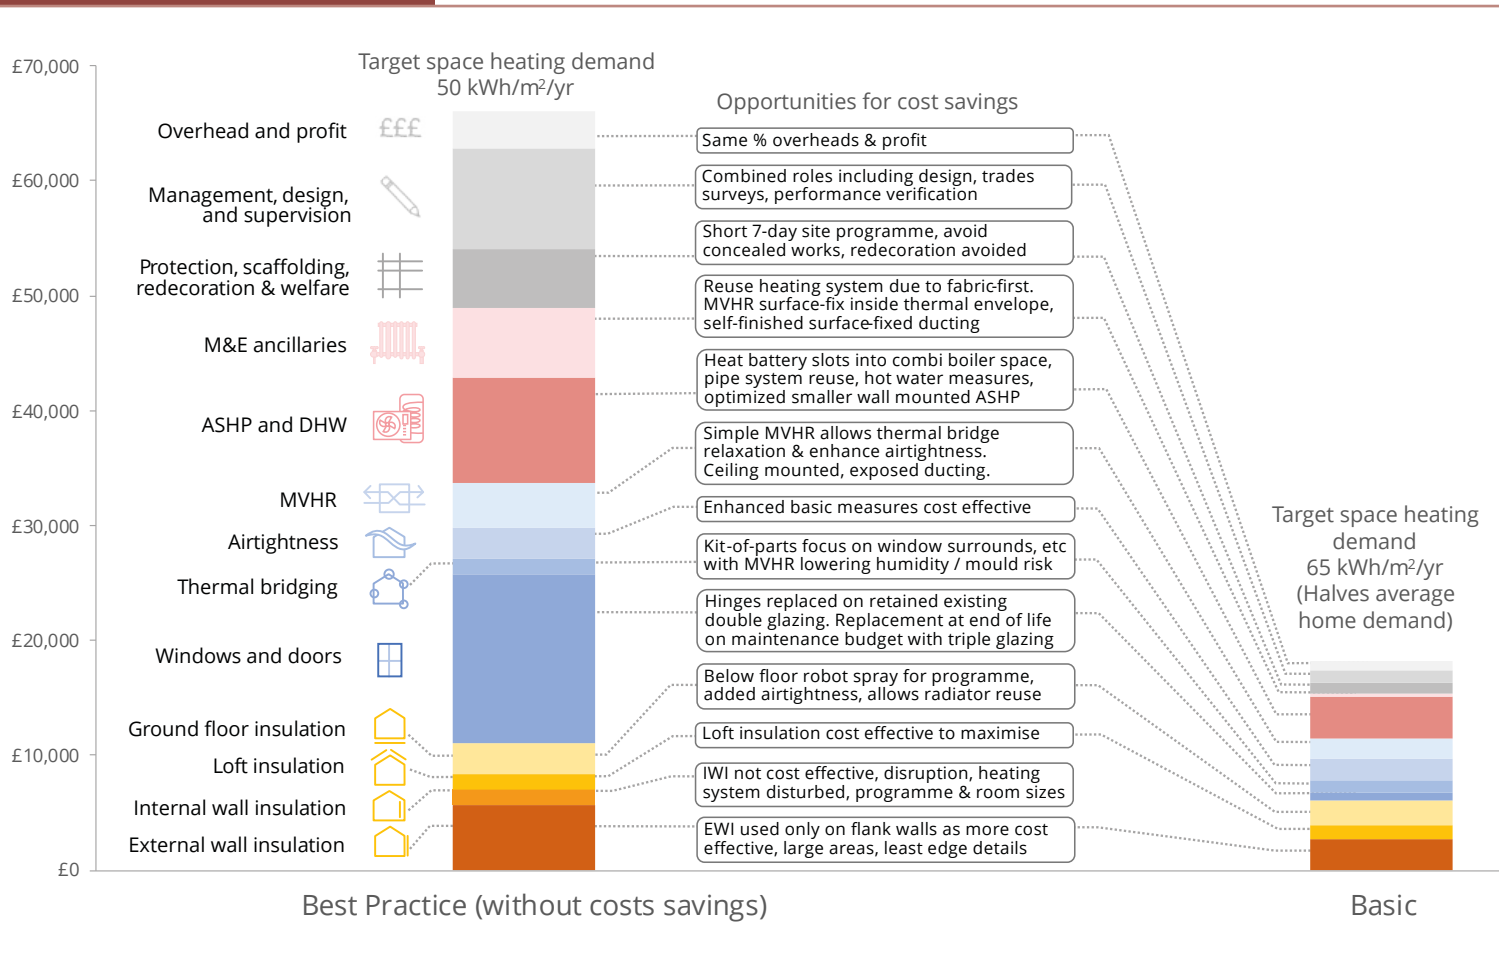 Target space heating demand
50 kWh/m²/yr
£70,000
£60,000
£50,000
£40,000
£30,000
£20,000
£10,000
£0
Overhead and profit
£££
Management, design,
and supervision
Protection, scaffolding,
redecoration & welfare
M&E ancillaries
ASHP and DHW
MVHR
Airtightness
Thermal bridging
Windows and doors
Ground floor insulation
Loft insulation
Internal wall insulation
External wall insulation
Opportunities for cost savings
Same % overheads & profit
Combined roles including design, trades
surveys, performance verification
Short 7-day site programme, avoid
concealed works, redecoration avoided
Reuse heating system due to fabric-first.
MVHR surface-fix inside thermal envelope,
self-finished surface-fixed ducting
Heat battery slots into combi boiler space,
pipe system reuse, hot water measures,
optimized smaller wall mounted ASHP
Simple MVHR allows thermal bridge
relaxation & enhance airtightness.
Ceiling mounted, exposed ducting.
Enhanced basic measures cost effective
Kit-of-parts focus on window surrounds, etc
with MVHR lowering humidity / mould risk
Hinges replaced on retained existing
double glazing. Replacement at end of life
on maintenance budget with triple glazing
Below floor robot spray for programme,
added airtightness, allows radiator reuse
Loft insulation cost effective to maximise
IWI not cost effective, disruption, heating
system disturbed, programme & room sizes
EWI used only on flank walls as more cost
effective, large areas, least edge details
Target space heating
demand
65 kWh/m²/yr
(Halves average
home demand)
Best Practice (without costs savings)
Basic